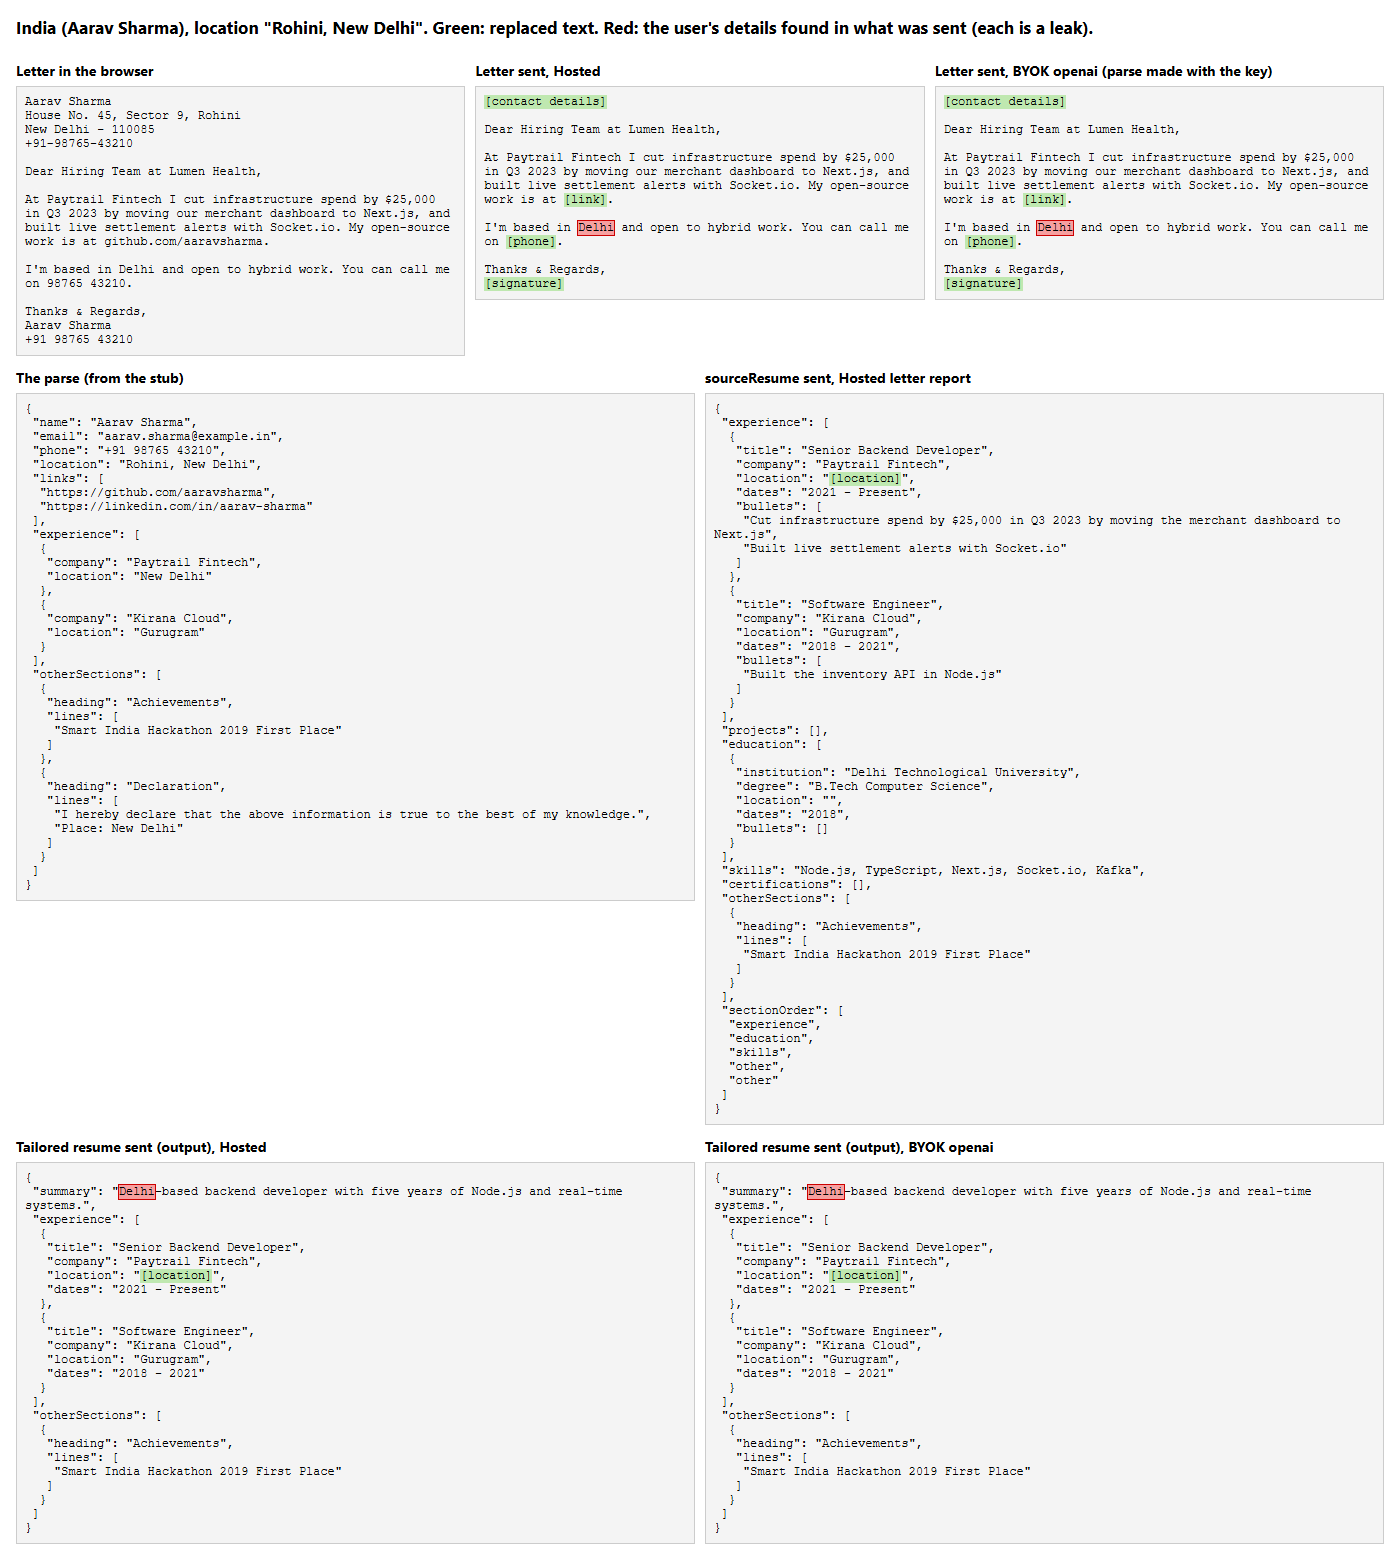 India (Aarav Sharma), location "Rohini, New Delhi". Green: replaced text. Red: the user's details found in what was sent (each is a leak).
Letter in the browser
Aarav Sharma
House No. 45, Sector 9, Rohini
New Delhi - 110085
+91-98765-43210
Dear Hiring Team at Lumen Health,
At Paytrail Fintech I cut infrastructure spend by $25,000
in Q3 2023 by moving our merchant dashboard to Next.js, and
built live settlement alerts with Socket.io. My open-source
work is at github.com/aaravsharma.
I'm based in Delhi and open to hybrid work. You can call me
on 98765 43210.
Thanks & Regards,
Aarav Sharma
+91 98765 43210
Letter sent, Hosted
[contact details]
Dear Hiring Team at Lumen Health,
At Paytrail Fintech I cut infrastructure spend by $25,000
in Q3 2023 by moving our merchant dashboard to Next.js, and
built live settlement alerts with Socket.io. My open-source
work is at [link].
I'm based in Delhi and open to hybrid work. You can call me
on [phone].
Thanks & Regards,
[signature]
Letter sent, BYOK openai (parse made with the key)
[contact details]
Dear Hiring Team at Lumen Health,
At Paytrail Fintech I cut infrastructure spend by $25,000
in Q3 2023 by moving our merchant dashboard to Next.js, and
built live settlement alerts with Socket.io. My open-source
work is at [link].
I'm based in Delhi and open to hybrid work. You can call me
on [phone].
Thanks & Regards,
[signature]
The parse (from the stub)
{
"name": "Aarav Sharma",
"email": "aarav.sharma@example.in",
"phone": "+91 98765 43210",
"location": "Rohini, New Delhi",
"links": [
"https://github.com/aaravsharma",
"https://linkedin.com/in/aarav-sharma"
],
"experience": [
{
"company": "Paytrail Fintech",
"location": "New Delhi"
},
{
"company": "Kirana Cloud",
"location": "Gurugram"
}
],
"otherSections": [
{
"heading": "Achievements",
"lines": [
"Smart India Hackathon 2019 First Place"
]
},
{
"heading": "Declaration",
"lines": [
"I hereby declare that the above information is true to the best of my knowledge.",
"Place: New Delhi"
]
}
]
}
sourceResume sent, Hosted letter report
{
"experience": [
{
"title": "Senior Backend Developer",
"company": "Paytrail Fintech",
"location": "[location]",
"dates": "2021 - Present",
"bullets": [
"Cut infrastructure spend by $25,000 in Q3 2023 by moving the merchant dashboard to
Next.js",
"Built live settlement alerts with Socket.io"
]
},
{
"title": "Software Engineer",
"company": "Kirana Cloud",
"location": "Gurugram",
"dates": "2018 - 2021",
"bullets": [
"Built the inventory API in Node.js"
]
}
],
"projects": [],
"education": [
{
"institution": "Delhi Technological University",
"degree": "B.Tech Computer Science",
"location": "",
"dates": "2018",
"bullets": []
}
],
"skills": "Node.js, TypeScript, Next.js, Socket.io, Kafka",
"certifications": [],
"otherSections": [
{
"heading": "Achievements",
"lines": [
"Smart India Hackathon 2019 First Place"
]
}
],
"sectionOrder": [
"experience",
"education",
"skills",
"other",
"other"
]
}
Tailored resume sent (output), Hosted
{
"summary": "Delhi-based backend developer with five years of Node.js and real-time
systems.",
"experience": [
{
"title": "Senior Backend Developer",
"company": "Paytrail Fintech",
"location": "[location]",
"dates": "2021 - Present"
},
{
"title": "Software Engineer",
"company": "Kirana Cloud",
"location": "Gurugram",
"dates": "2018 - 2021"
}
],
"otherSections": [
{
"heading": "Achievements",
"lines": [
"Smart India Hackathon 2019 First Place"
]
}
]
}
Tailored resume sent (output), BYOK openai
{
"summary": "Delhi-based backend developer with five years of Node.js and real-time
systems.",
"experience": [
{
"title": "Senior Backend Developer",
"company": "Paytrail Fintech",
"location": "[location]",
"dates": "2021 - Present"
},
{
"title": "Software Engineer",
"company": "Kirana Cloud",
"location": "Gurugram",
"dates": "2018 - 2021"
}
],
"otherSections": [
{
"heading": "Achievements",
"lines": [
"Smart India Hackathon 2019 First Place"
]
}
]
}